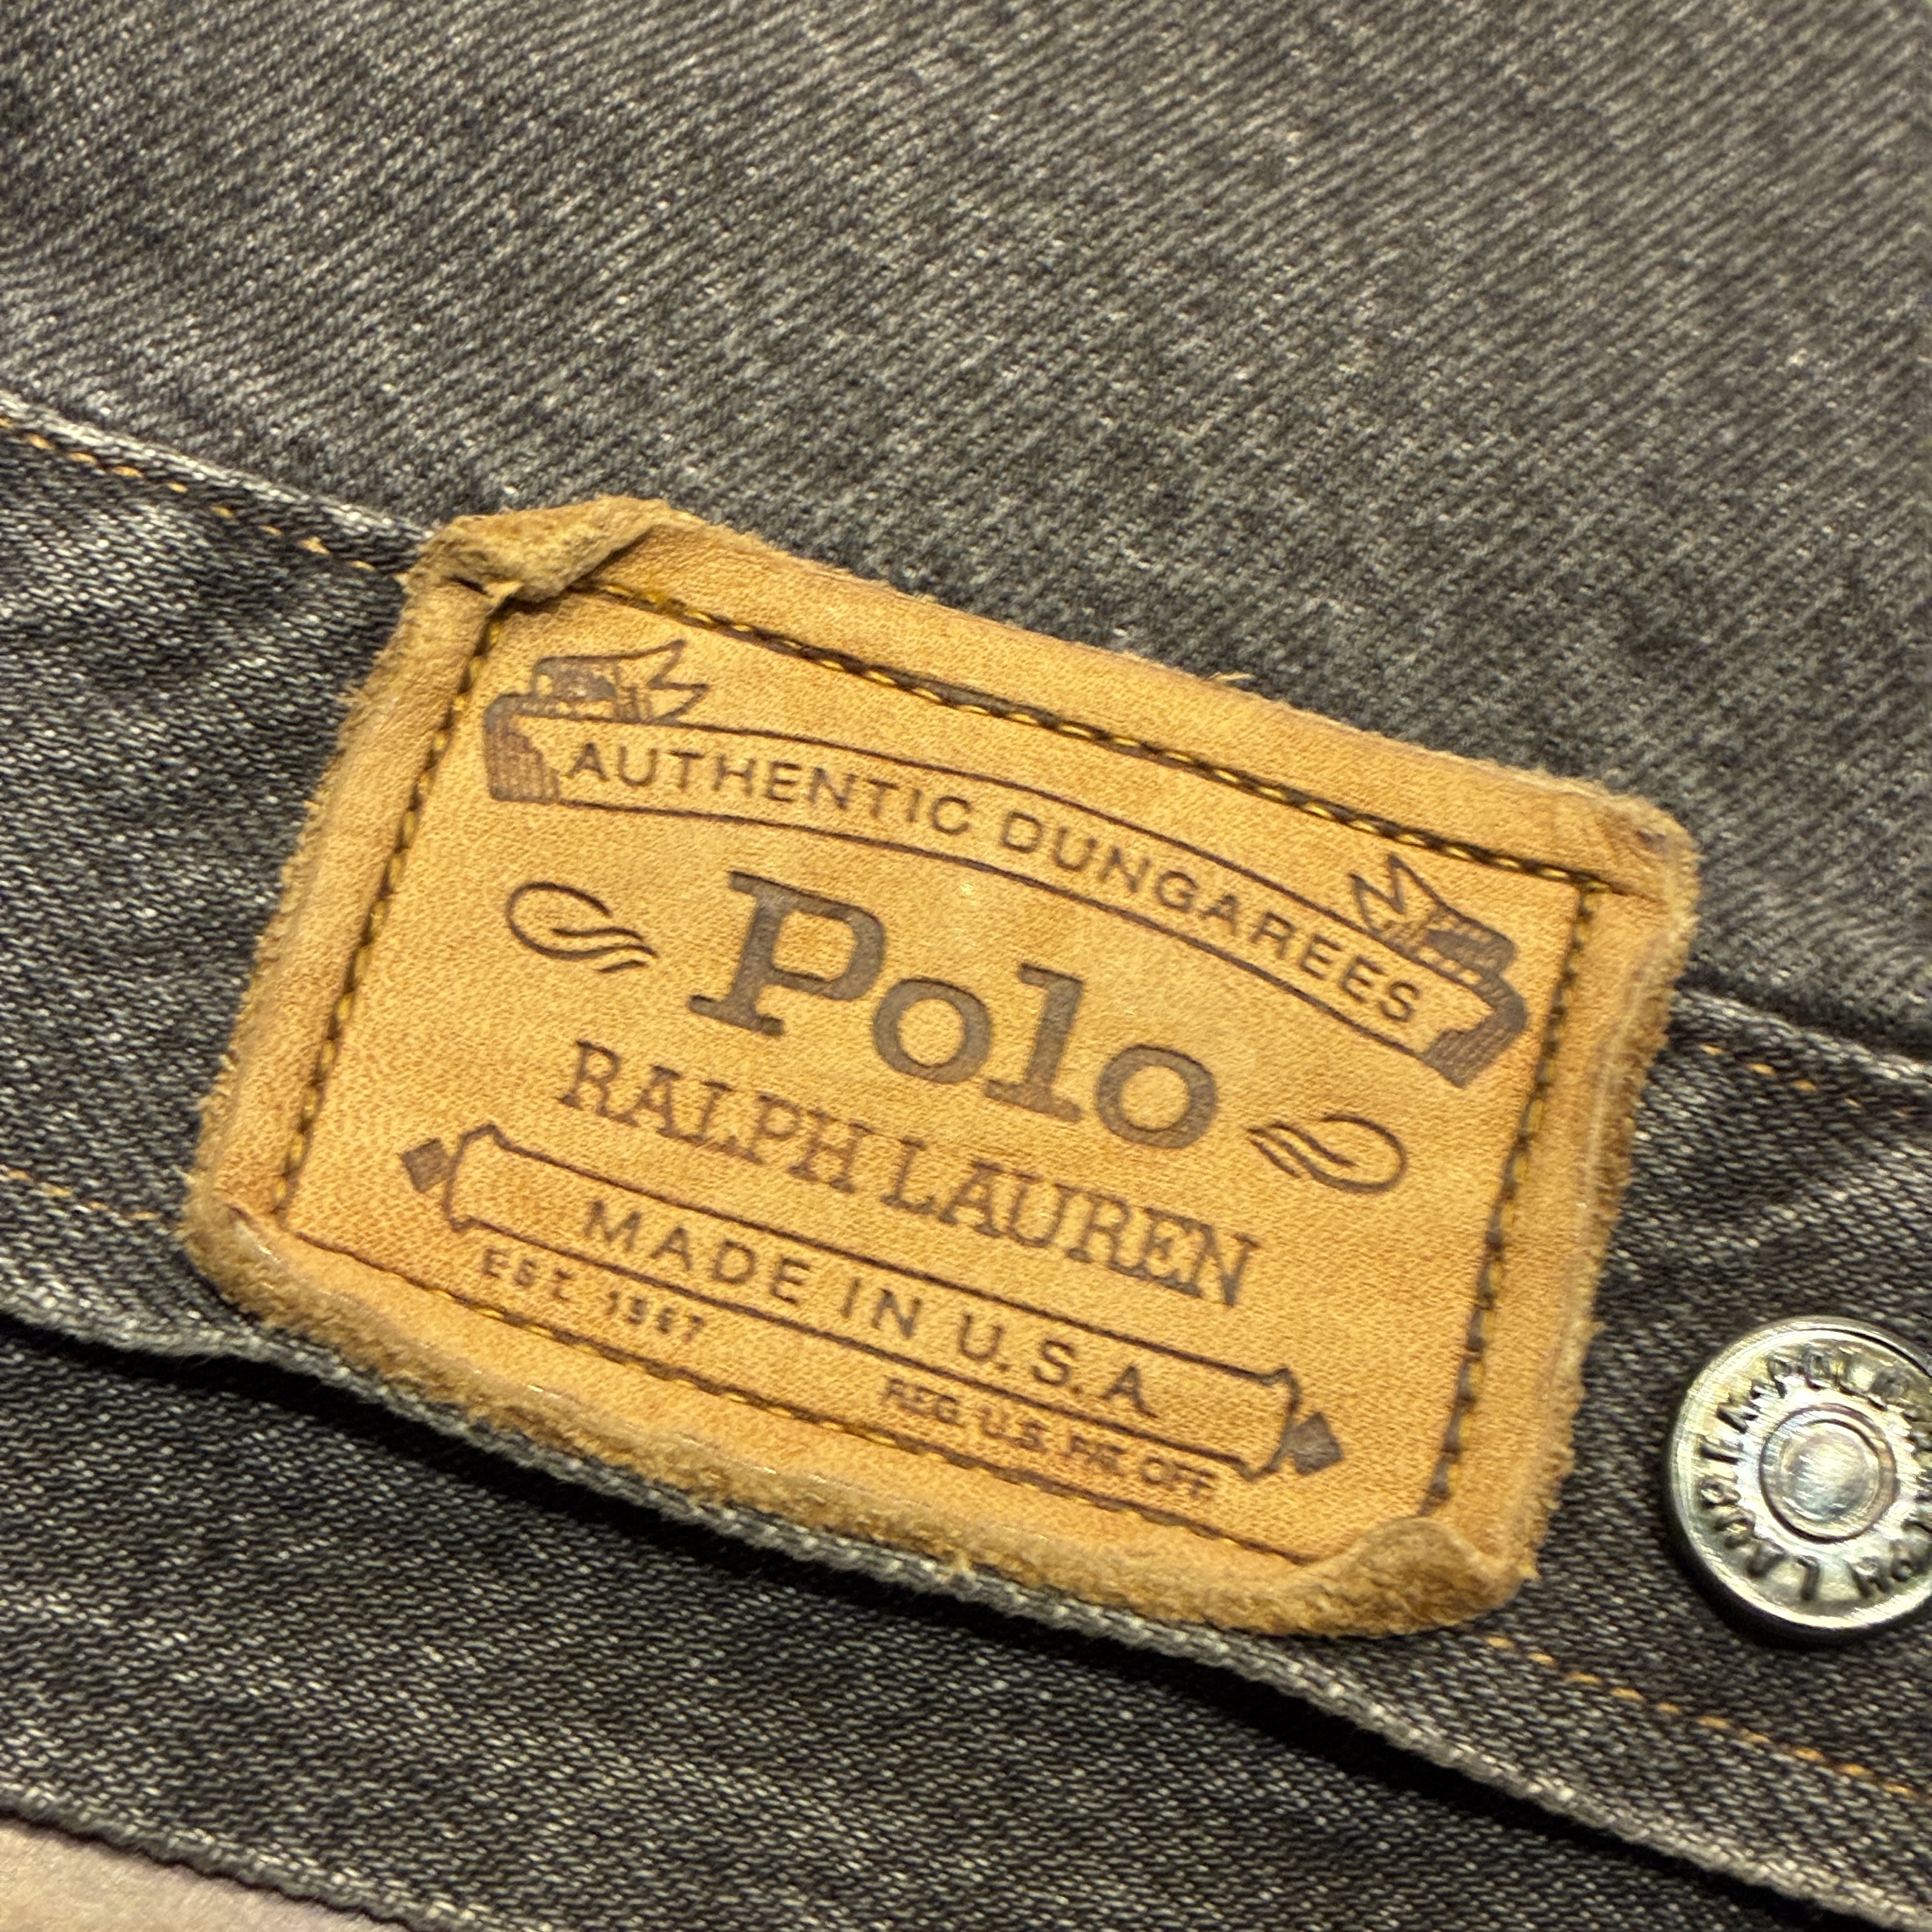 AUTHENTIC DUNGAREES
Polo
RALPH LAUREN
MADE IN U.S.A.
EST. 1967
REG. U.S. PAT. OFF.
POLO
RALPH LAUREN